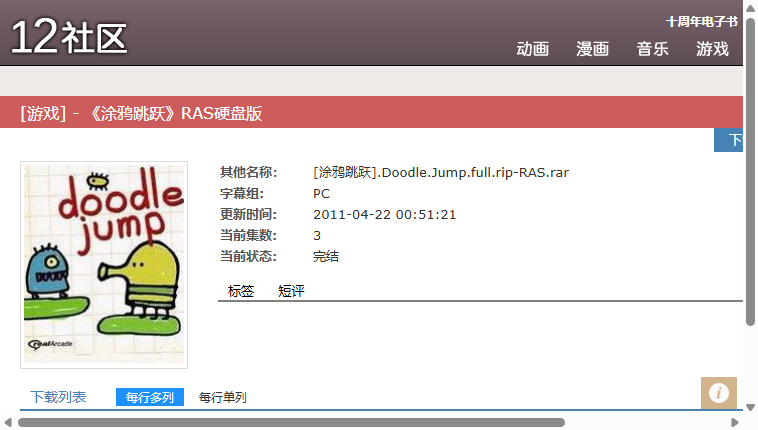 12社区
十周年电子书
动画 漫画 音乐 游戏
[游戏] - 《涂鸦跳跃》RAS硬盘版
下
doodle
jump
realArcade
其他名称: [涂鸦跳跃].Doodle.Jump.full.rip-RAS.rar
字幕组: PC
更新时间: 2011-04-22 00:51:21
当前集数: 3
当前状态: 完结
标签 短评
下载列表 每行多列 每行单列
i